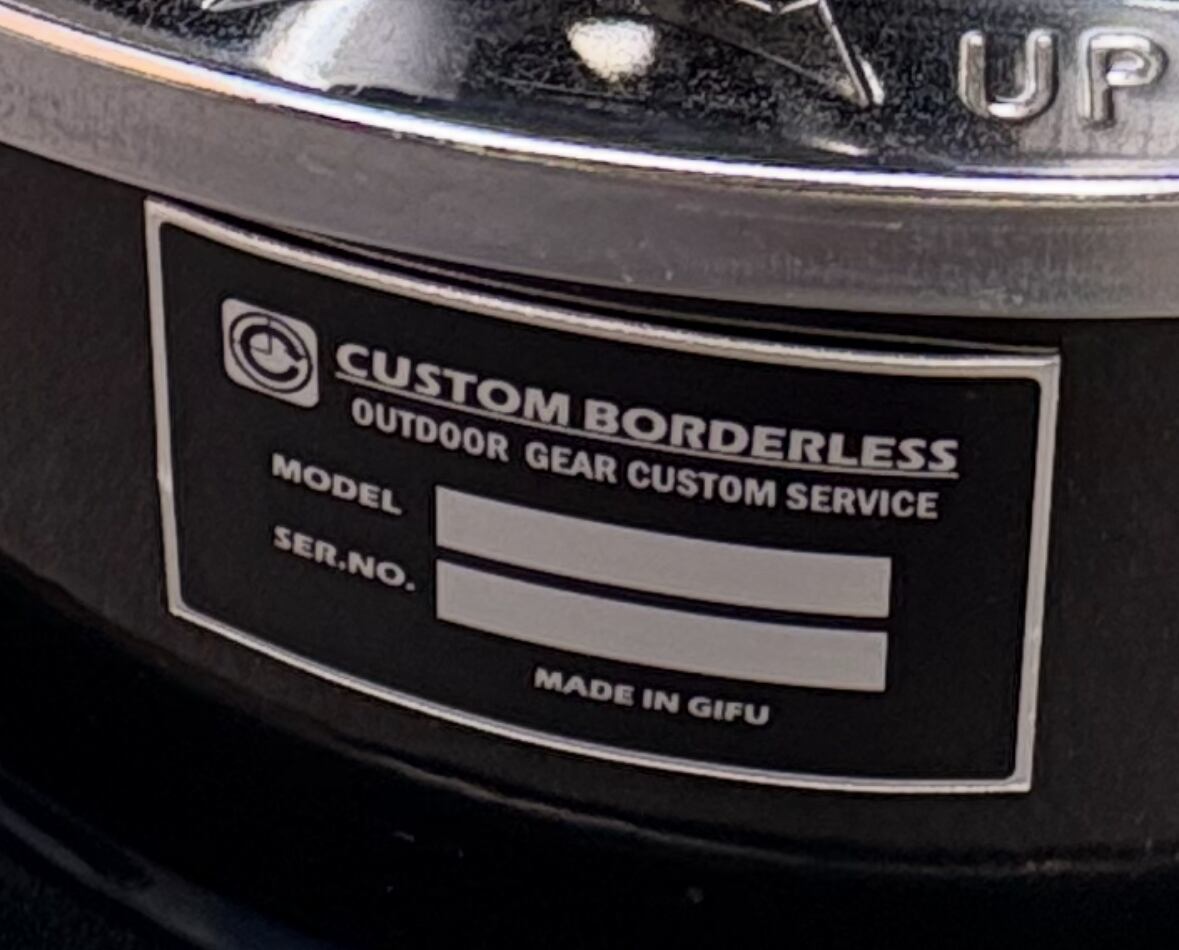 UP
CUSTOM BORDERLESS
OUTDOOR GEAR CUSTOM SERVICE
MODEL
SER.NO.
MADE IN GIFU